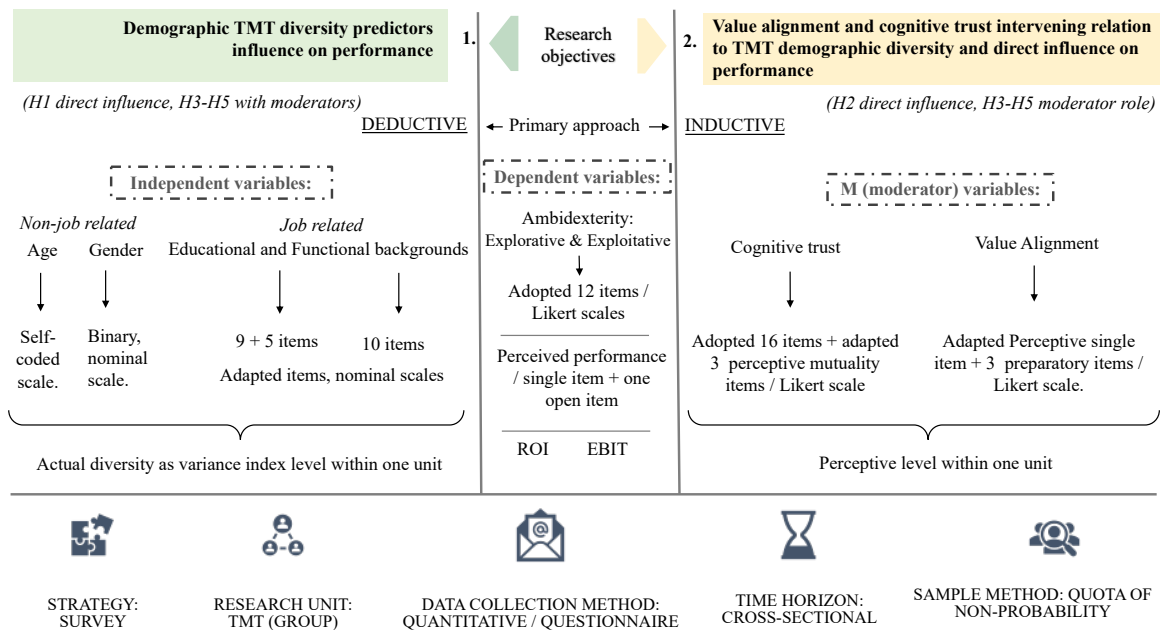 Demographic TMT diversity predictors
influence on performance
1.
Research
objectives
2.
Value alignment and cognitive trust intervening relation
to TMT demographic diversity and direct influence on
performance
(H1 direct influence, H3-H5 with moderators)
(H2 direct influence, H3-H5 moderator role)
DEDUCTIVE
Primary approach
INDUCTIVE
Independent variables:
Non-job related
Job related
Age
Gender
Educational and Functional backgrounds
Self-
coded
scale.
Binary,
nominal
scale.
9 + 5 items
10 items
Adapted items, nominal scales
Actual diversity as variance index level within one unit
Dependent variables:
Ambidexterity:
Explorative & Exploitative
Adopted 12 items /
Likert scales
Perceived performance
/ single item + one
open item
ROI
EBIT
M (moderator) variables:
Cognitive trust
Value Alignment
Adopted 16 items + adapted
3 perceptive mutuality
items / Likert scale
Adapted Perceptive single
item + 3 preparatory items /
Likert scale.
Perceptive level within one unit
@
STRATEGY:
SURVEY
RESEARCH UNIT:
TMT (GROUP)
DATA COLLECTION METHOD:
QUANTITATIVE / QUESTIONNAIRE
TIME HORIZON:
CROSS-SECTIONAL
SAMPLE METHOD: QUOTA OF
NON-PROBABILITY